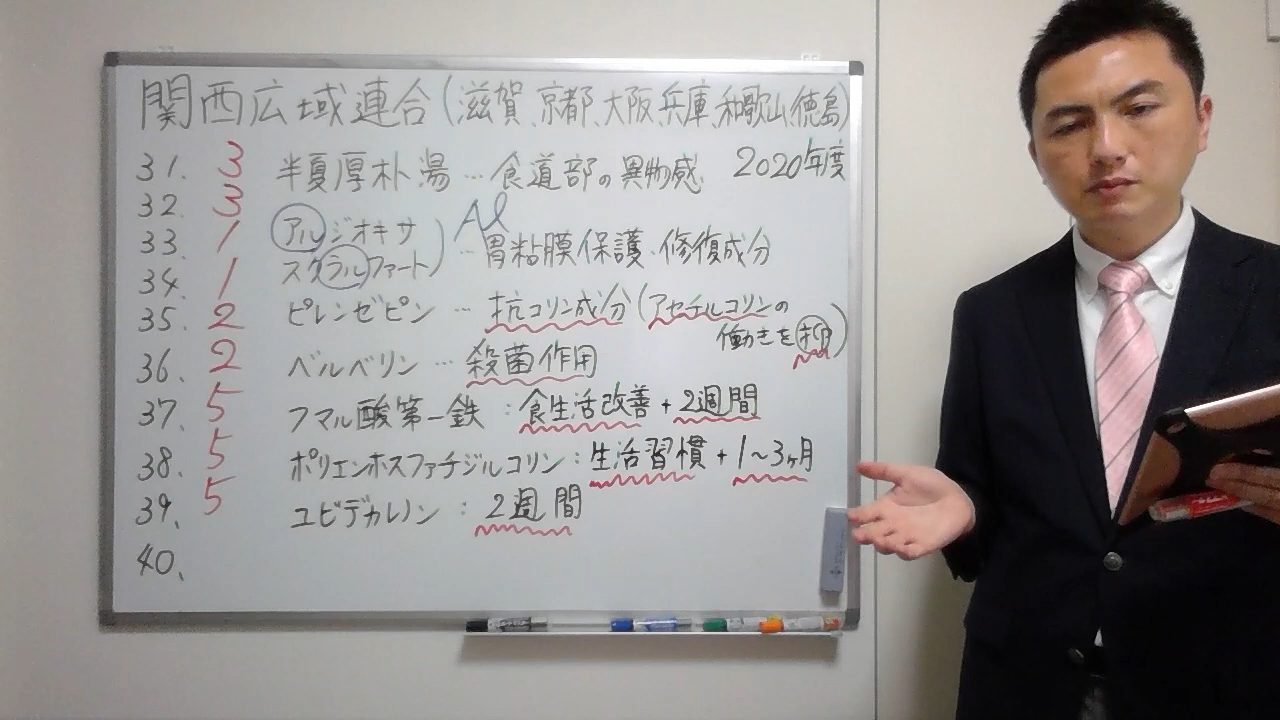 関西広域連合(滋賀、京都、大阪、兵庫、和歌山、徳島)
2020年度
31. 3 半夏厚朴湯…食道部の異物感
32. 3
アルジオキサ
33. 1 Al …胃粘膜保護・修復成分
34. 1 スクラルファート
35. 2 ピレンゼピン…抗コリン成分(アセチルコリンの
働きを抑)
36. 2 ベルベリン…殺菌作用
37. 5 フマル酸第一鉄:食生活改善+2週間
38. 5 ポリエンホスファチジルコリン:生活習慣+1~3ヶ月
39. 5 ユビデカレノン:2週間
40.